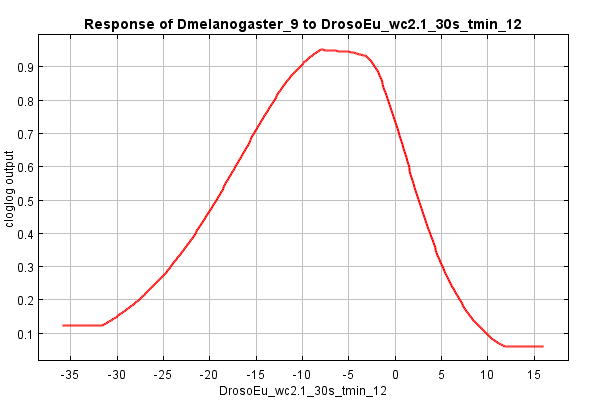 Response of Dmelanogaster_9 to DrosoEu_wc2.1_30s_tmin_12
cloglog output
0.9
0.8
0.7
0.6
0.5
0.4
0.3
0.2
0.1
-35 -30 -25 -20 -15 -10 -5 0 5 10 15
DrosoEu_wc2.1_30s_tmin_12